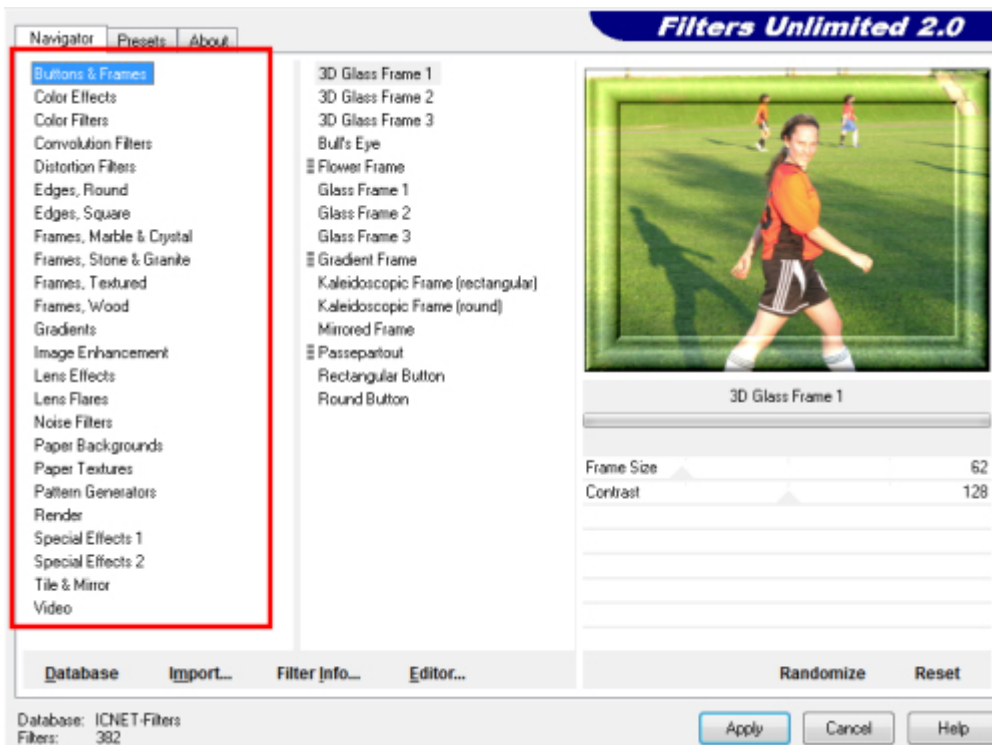 Filters Unlimited 2.0
Navigator Presets About
Buttons & Frames
Color Effects
Color Filters
Convolution Filters
Distortion Filters
Edges, Round
Edges, Square
Frames, Marble & Crystal
Frames, Stone & Granite
Frames, Textured
Frames, Wood
Gradients
Image Enhancement
Lens Effects
Lens Flares
Noise Filters
Paper Backgrounds
Paper Textures
Pattern Generators
Render
Special Effects 1
Special Effects 2
Tile & Mirror
Video
3D Glass Frame 1
3D Glass Frame 2
3D Glass Frame 3
Bull's Eye
Flower Frame
Glass Frame 1
Glass Frame 2
Glass Frame 3
Gradient Frame
Kaleidoscopic Frame (rectangular)
Kaleidoscopic Frame (round)
Mirrored Frame
Passepartout
Rectangular Button
Round Button
3D Glass Frame 1
Frame Size 62
Contrast 128
Database Import... Filter Info... Editor... Randomize Reset
Database: ICNET-Filters
Filters: 382
Apply Cancel Help